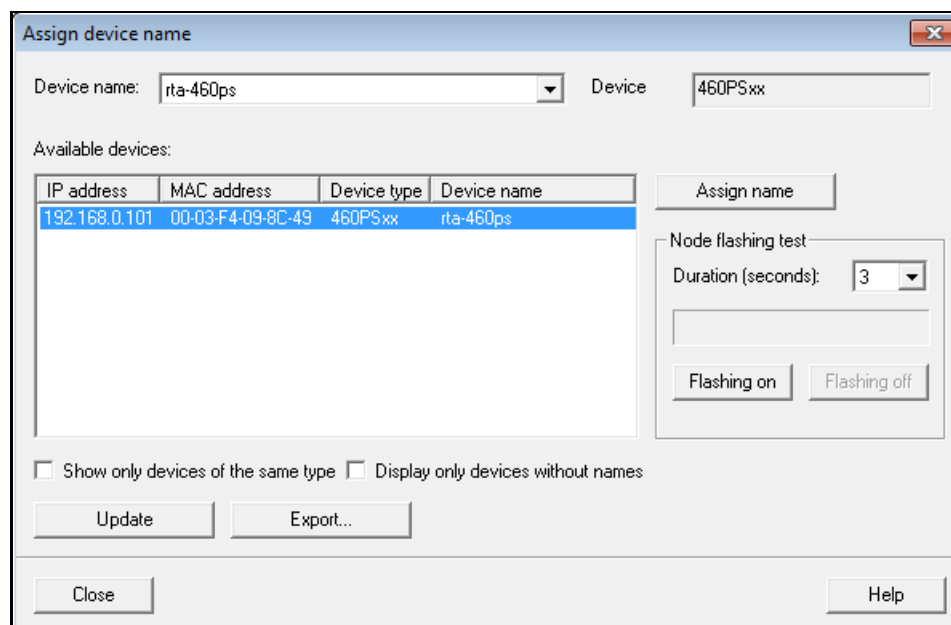 Assign device name
Device name: rta-460ps Device 460PSxx
Available devices:
IP address MAC address Device type Device name
192.168.0.101 00-03-F4-09-8C-49 460PSxx rta-460ps
Assign name
Node flashing test
Duration (seconds): 3
Flashing on Flashing off
Show only devices of the same type Display only devices without names
Update Export...
Close Help